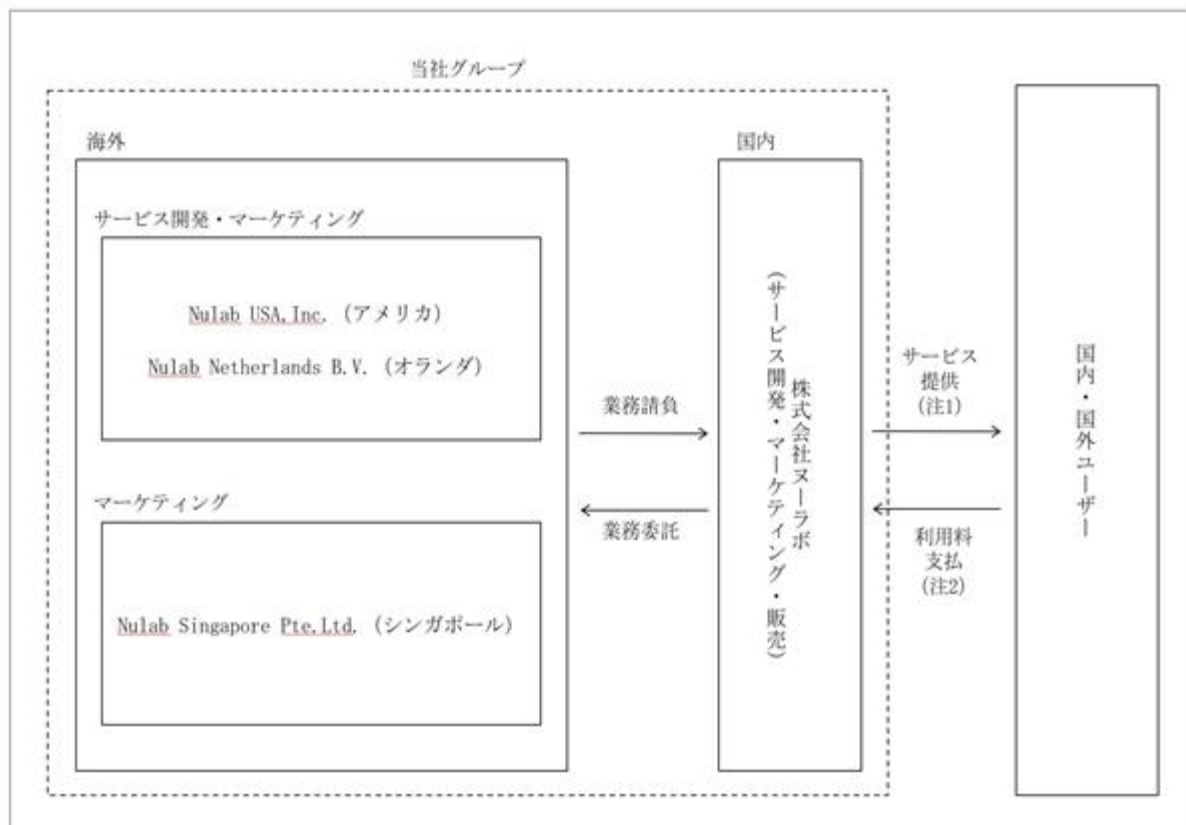 当社グループ
海外
サービス開発・マーケティング
Nulab USA,Inc.（アメリカ）
Nulab Netherlands B.V.（オランダ）
マーケティング
Nulab Singapore Pte.Ltd.（シンガポール）
業務請負
業務委託
国内
株式会社ヌーラボ
（サービス開発・マーケティング・販売）
サービス
提供
(注1)
利用料
支払
(注2)
国内・国外ユーザー